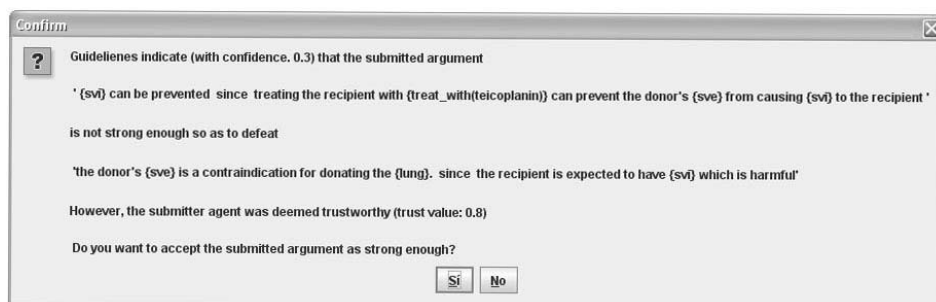 Confirm
?
Guidelienes indicate (with confidence. 0.3) that the submitted argument
' {svi} can be prevented since treating the recipient with {treat_with(teicoplanin)} can prevent the donor's {sve} from causing {svi} to the recipient '
is not strong enough so as to defeat
'the donor's {sve} is a contraindication for donating the {lung}. since the recipient is expected to have {svi} which is harmful'
However, the submitter agent was deemed trustworthy (trust value: 0.8)
Do you want to accept the submitted argument as strong enough?
Sí No